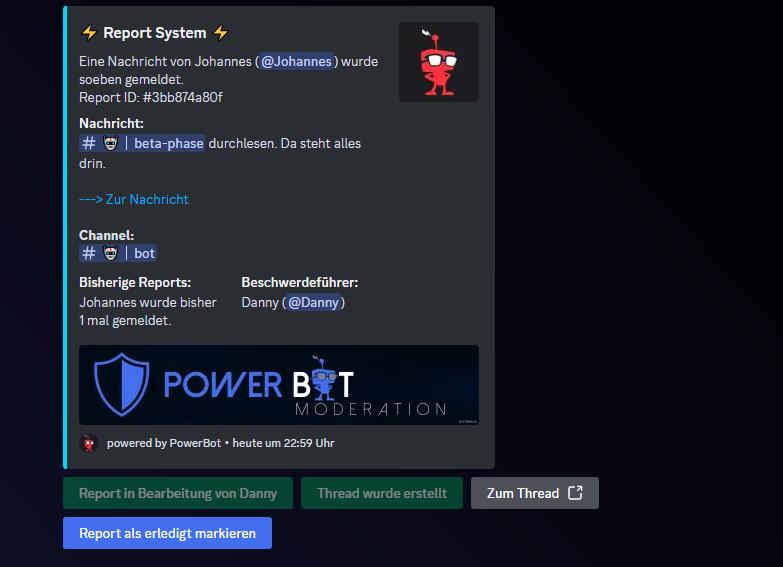 ⚡ Report System ⚡
Eine Nachricht von Johannes (@Johannes) wurde
soeben gemeldet.
Report ID: #3bb874a80f
Nachricht:
# | beta-phase durchlesen. Da steht alles
drin.
---> Zur Nachricht
Channel:
# | bot
Bisherige Reports:
Johannes wurde bisher
1 mal gemeldet.
Beschwerdeführer:
Danny (@Danny)
POWER BOT
MODERATION
powered by PowerBot • heute um 22:59 Uhr
Report in Bearbeitung von Danny
Thread wurde erstellt
Zum Thread
Report als erledigt markieren